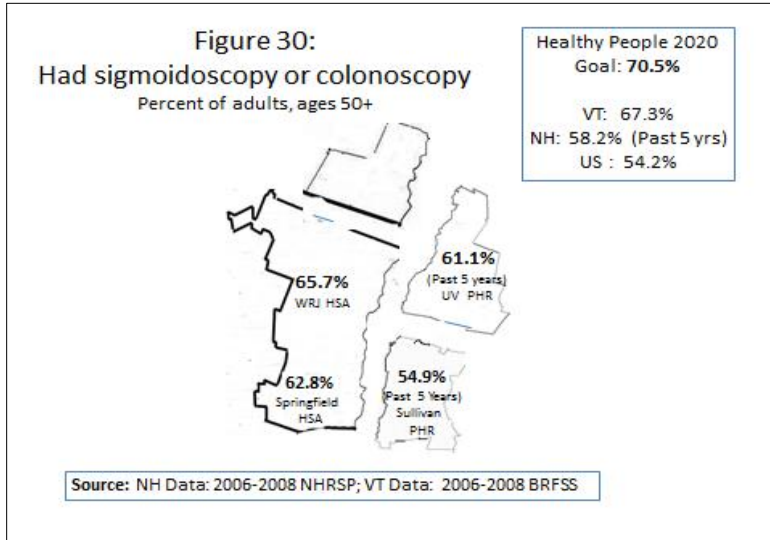 Figure 30:
Had sigmoidoscopy or colonoscopy
Percent of adults, ages 50+
Healthy People 2020
Goal: 70.5%
VT: 67.3%
NH: 58.2% (Past 5 yrs)
US : 54.2%
61.1%
(Past 5 years)
UV PHR
65.7%
WRJ HSA
62.8%
Springfield
HSA
54.9%
(Past 5 Years)
Sullivan
PHR
Source: NH Data: 2006-2008 NHRSP; VT Data: 2006-2008 BRFSS